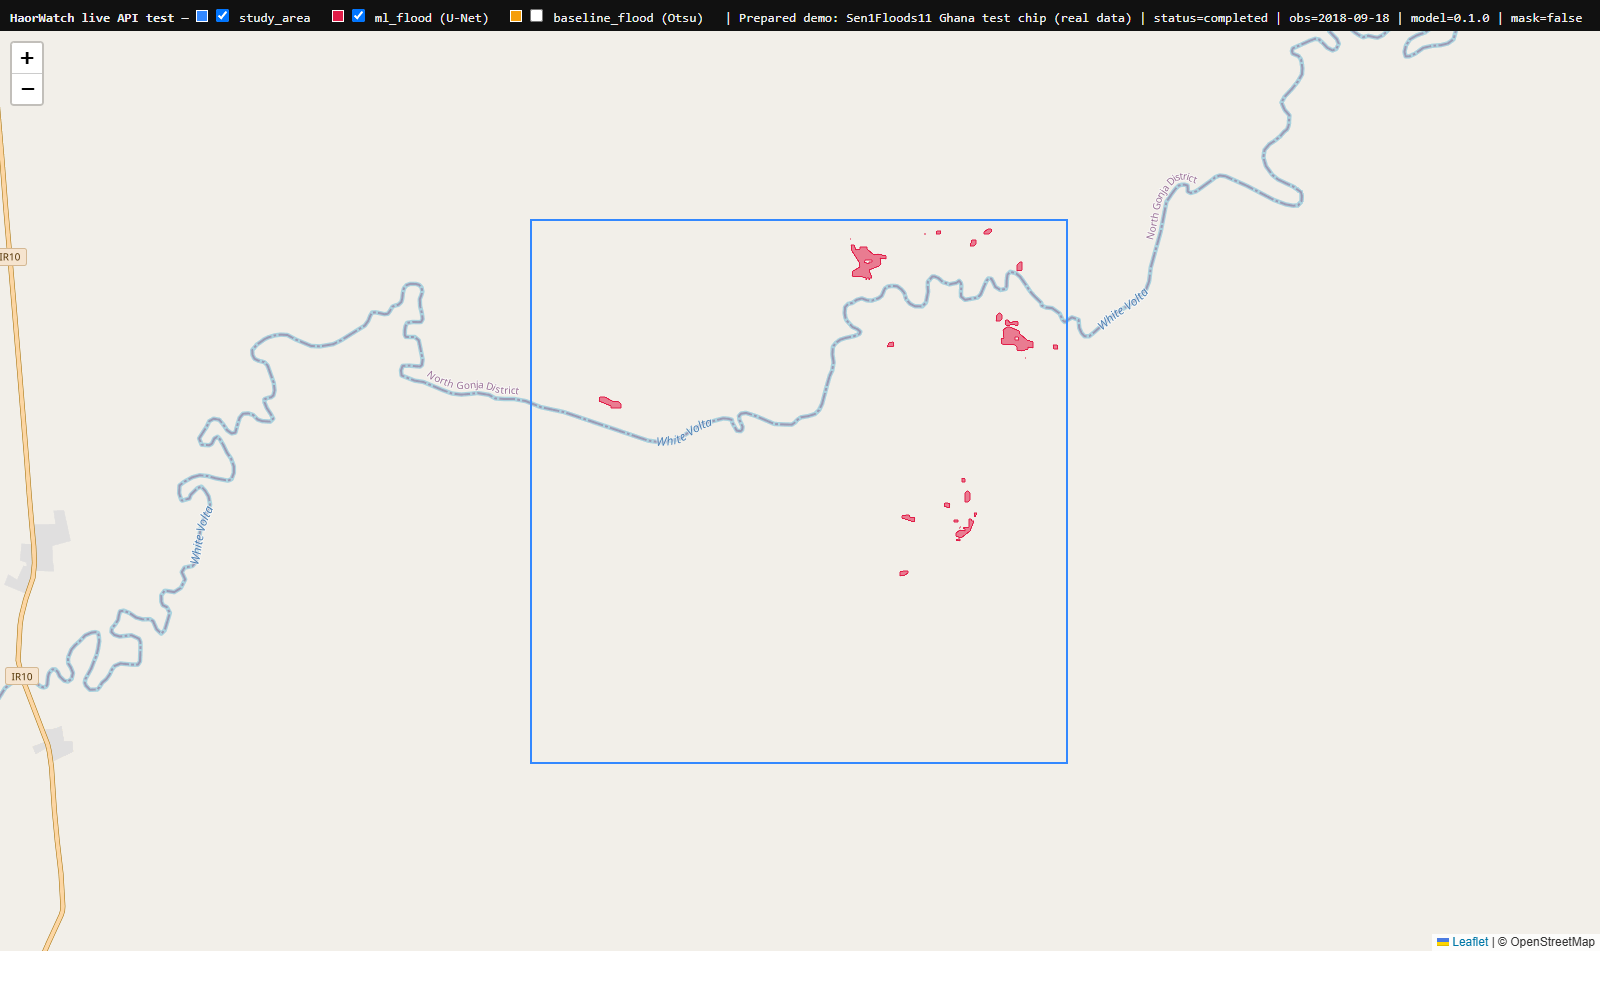 HaorWatch live API test — study_area ml_flood (U-Net) baseline_flood (Otsu) | Prepared demo: Sen1Floods11 Ghana test chip (real data) | status=completed | obs=2018-09-18 | model=0.1.0 | mask=false
+
−
North Gonja District
IR10
White Volta
North Gonja District
White Volta
White Volta
IR10
Leaflet | © OpenStreetMap